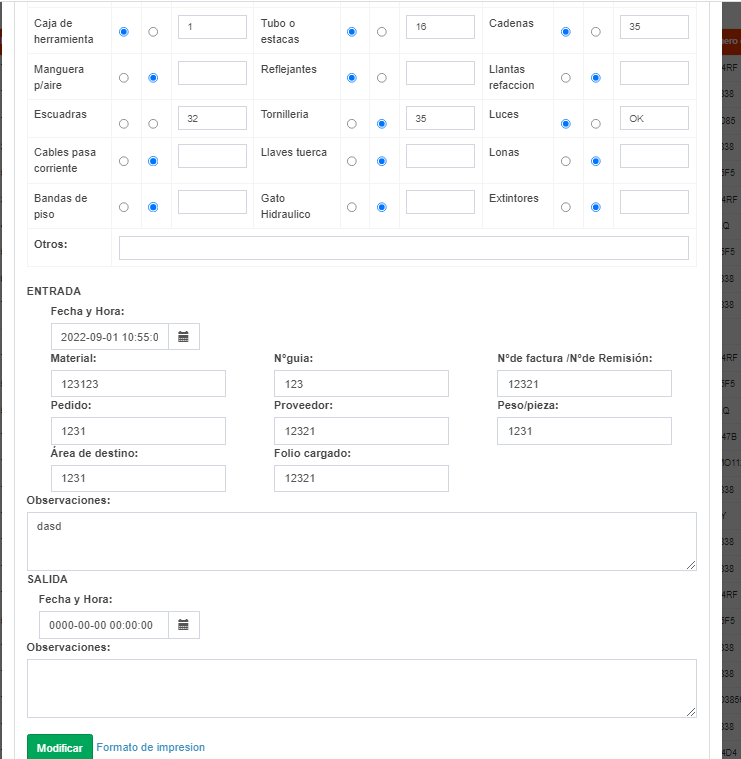 Caja de herramienta 1 Tubo o estacas 16 Cadenas 35
Manguera p/aire Reflejantes Llantas refaccion
Escuadras 32 Tornilleria 35 Luces OK
Cables pasa corriente Llaves tuerca Lonas
Bandas de piso Gato Hidraulico Extintores
Otros:
ENTRADA
Fecha y Hora:
2022-09-01 10:55:0
Material: N°guia: N°de factura /N°de Remisión:
123123 123 12321
Pedido: Proveedor: Peso/pieza:
1231 12321 1231
Área de destino: Folio cargado:
1231 12321
Observaciones:
dasd
SALIDA
Fecha y Hora:
0000-00-00 00:00:00
Observaciones:
Modificar Formato de impresion